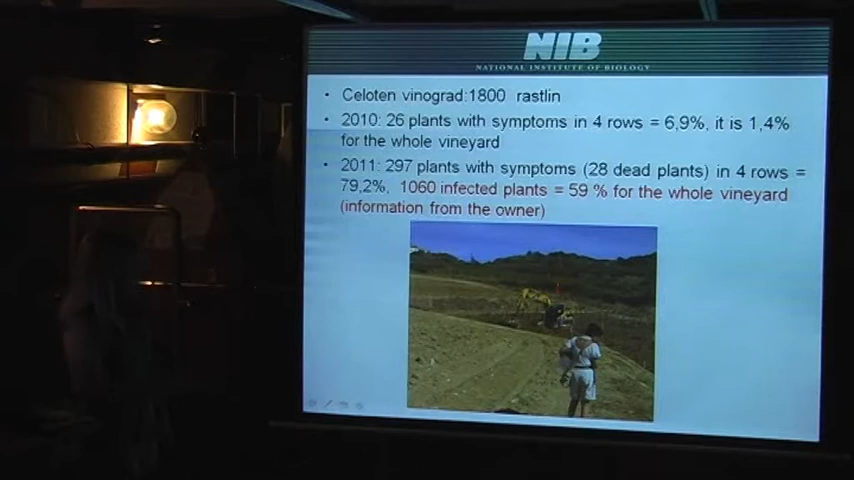 NIB
NATIONAL INSTITUTE OF BIOLOGY
• Celoten vinograd:1800 rastlin
• 2010: 26 plants with symptoms in 4 rows = 6,9%, it is 1,4%
for the whole vineyard
• 2011: 297 plants with symptoms (28 dead plants) in 4 rows =
79,2%, 1060 infected plants = 59 % for the whole vineyard
(information from the owner)